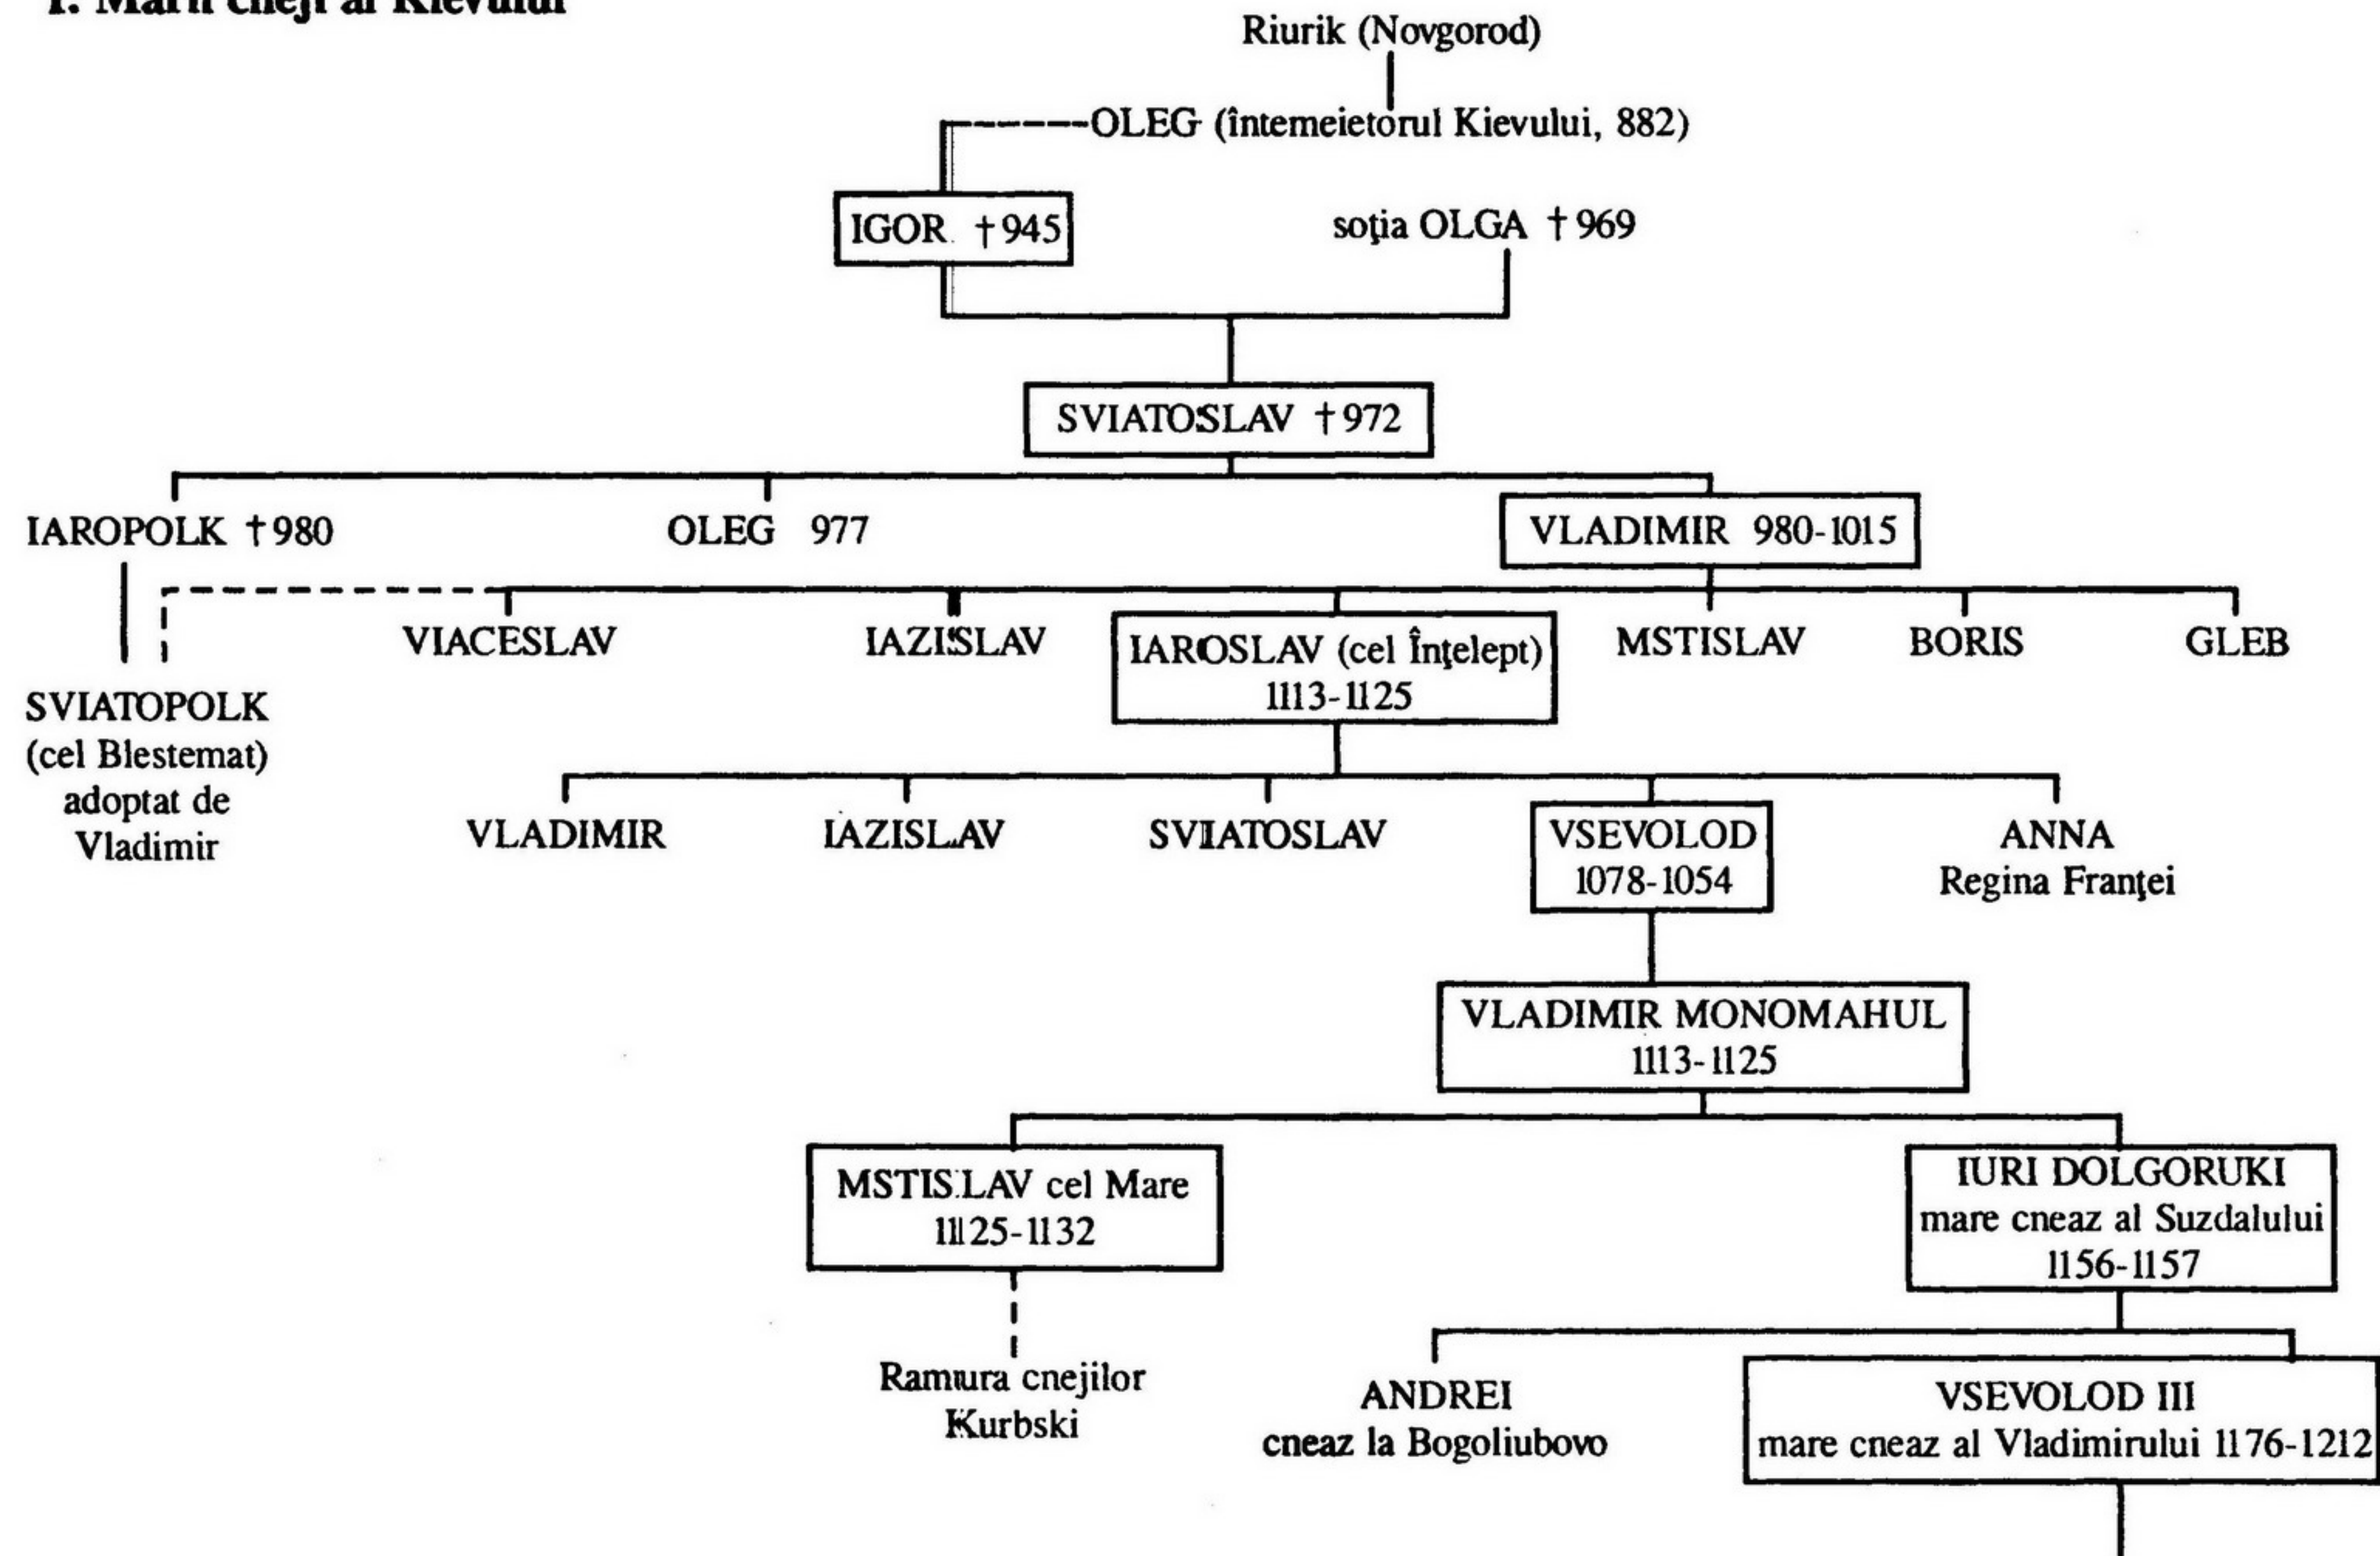 I. Marii cneji ai Kievului
Riurik (Novgorod)
OLEG (întemeietorul Kievului, 882)
IGOR †945
soţia OLGA †969
SVIATOSLAV †972
IAROPOLK †980
OLEG 977
VLADIMIR 980-1015
VIACESLAV
IAZISLAV
IAROSLAV (cel Înţelept)
1113-1125
MSTISLAV
BORIS
GLEB
SVIATOPOLK
(cel Blestemat)
adoptat de
Vladimir
VLADIMIR
IAZISLAV
SVIATOSLAV
VSEVOLOD
1078-1054
ANNA
Regina Franţei
VLADIMIR MONOMAHUL
1113-1125
MSTISLAV cel Mare
1125-1132
IURI DOLGORUKI
mare cneaz al Suzdalului
1156-1157
Ramura cnejilor
Kurbski
ANDREI
cneaz la Bogoliubovo
VSEVOLOD III
mare cneaz al Vladimirului 1176-1212